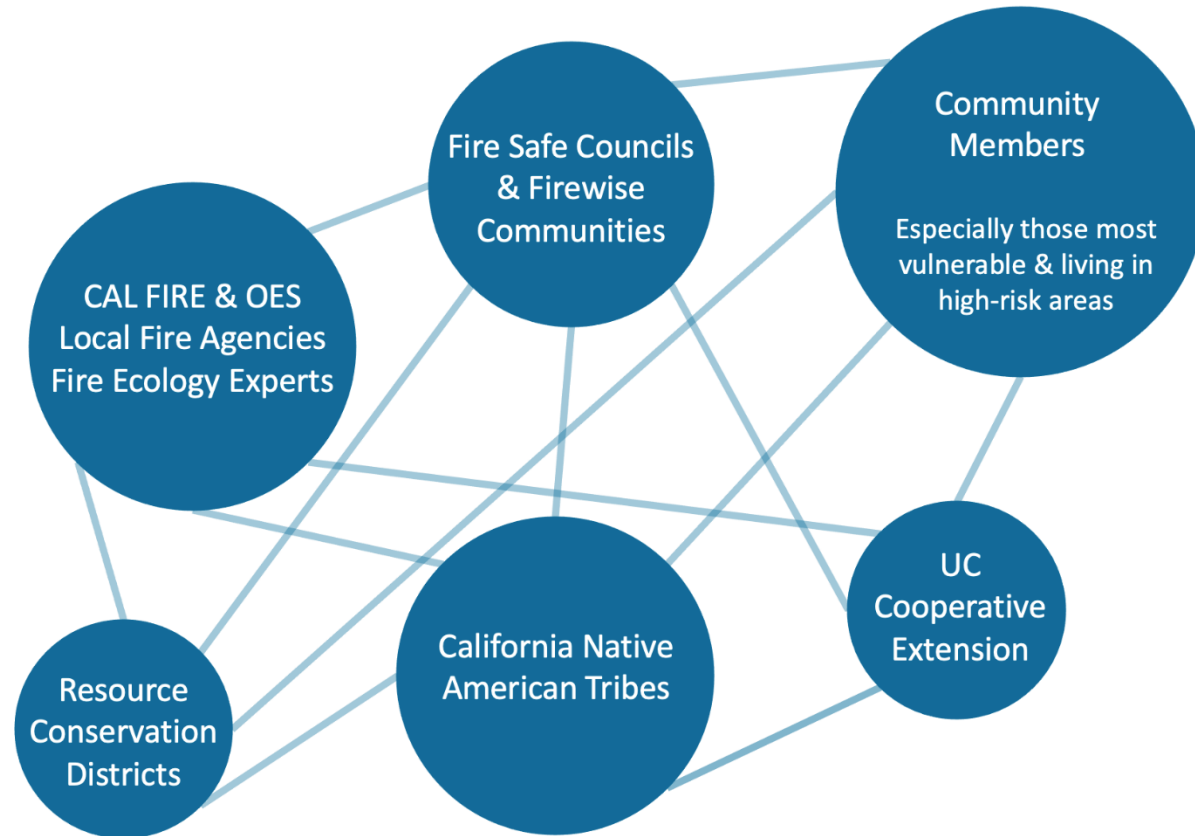 Fire Safe Councils
& Firewise
Communities
Community
Members
Especially those most
vulnerable & living in
high-risk areas
CAL FIRE & OES
Local Fire Agencies
Fire Ecology Experts
UC
Cooperative
Extension
California Native
American Tribes
Resource
Conservation
Districts